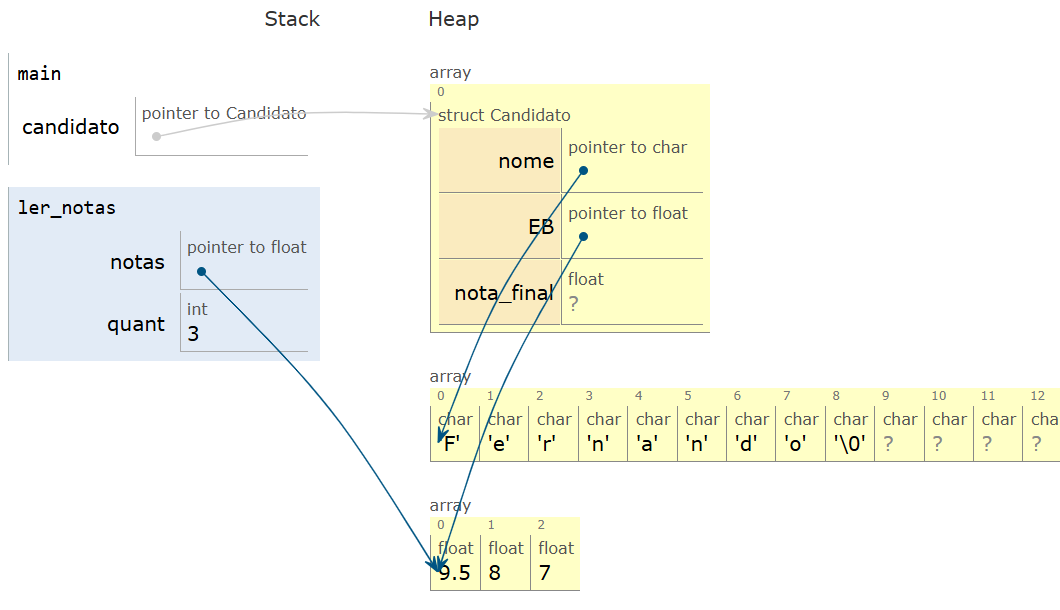 Stack Heap
main
candidato pointer to Candidato
ler_notas
notas pointer to float
quant int
3
array
0
struct Candidato
nome pointer to char
EB pointer to float
nota_final float
?
array
0 1 2 3 4 5 6 7 8 9 10 11 12
char char char char char char char char char char char char cha
'F' 'e' 'r' 'n' 'a' 'n' 'd' 'o' '\0' ? ? ? ?
array
0 1 2
float float float
9.5 8 7